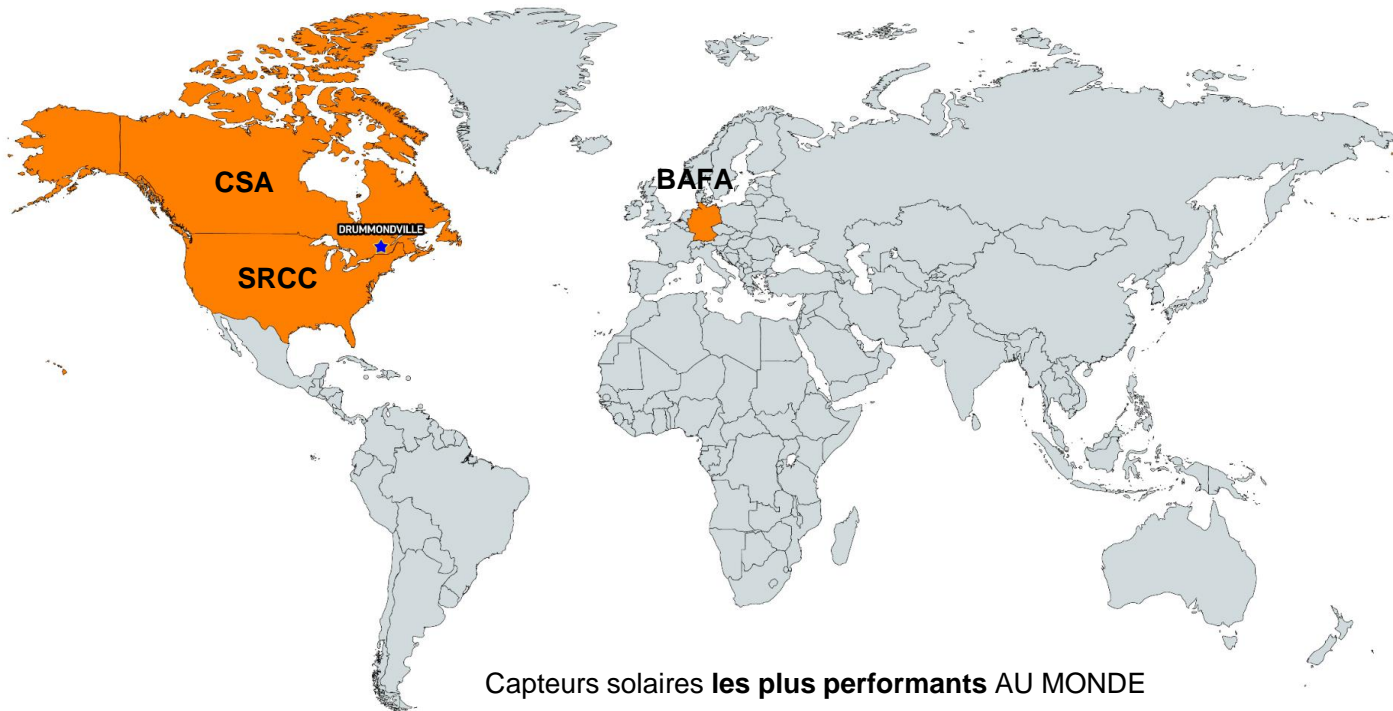 CSA
BAFA
DRUMMONDVILLE
SRCC
Capteurs solaires les plus performants AU MONDE